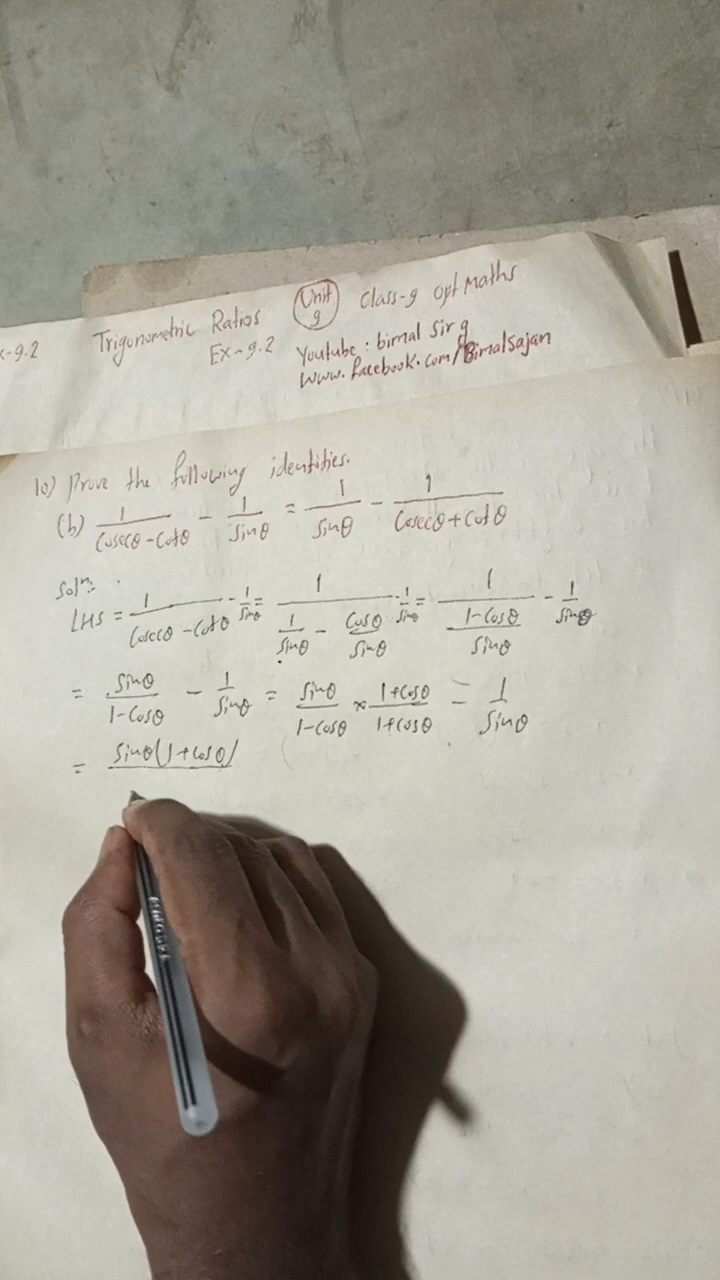 x-9.2 Trigonometric Ratios Unit 9 Class-9 Opt Maths
Ex-9.2 Youtube: bimal Sir g
www.facebook.com/Bimalsajan
10) Prove the following identities.
(b) 1/(Cosecθ-Cotθ) - 1/Sinθ = 1/Sinθ - 1/(Cosecθ+Cotθ)
Solⁿ:
LHS = 1/(Cosecθ-Cotθ) - 1/Sinθ = 1/(1/Sinθ - Cosθ/Sinθ) - 1/Sinθ = 1/((1-Cosθ)/Sinθ) - 1/Sinθ
= Sinθ/(1-Cosθ) - 1/Sinθ = Sinθ/(1-Cosθ) × (1+Cosθ)/(1+Cosθ) = 1/Sinθ
= Sinθ(1+Cosθ)